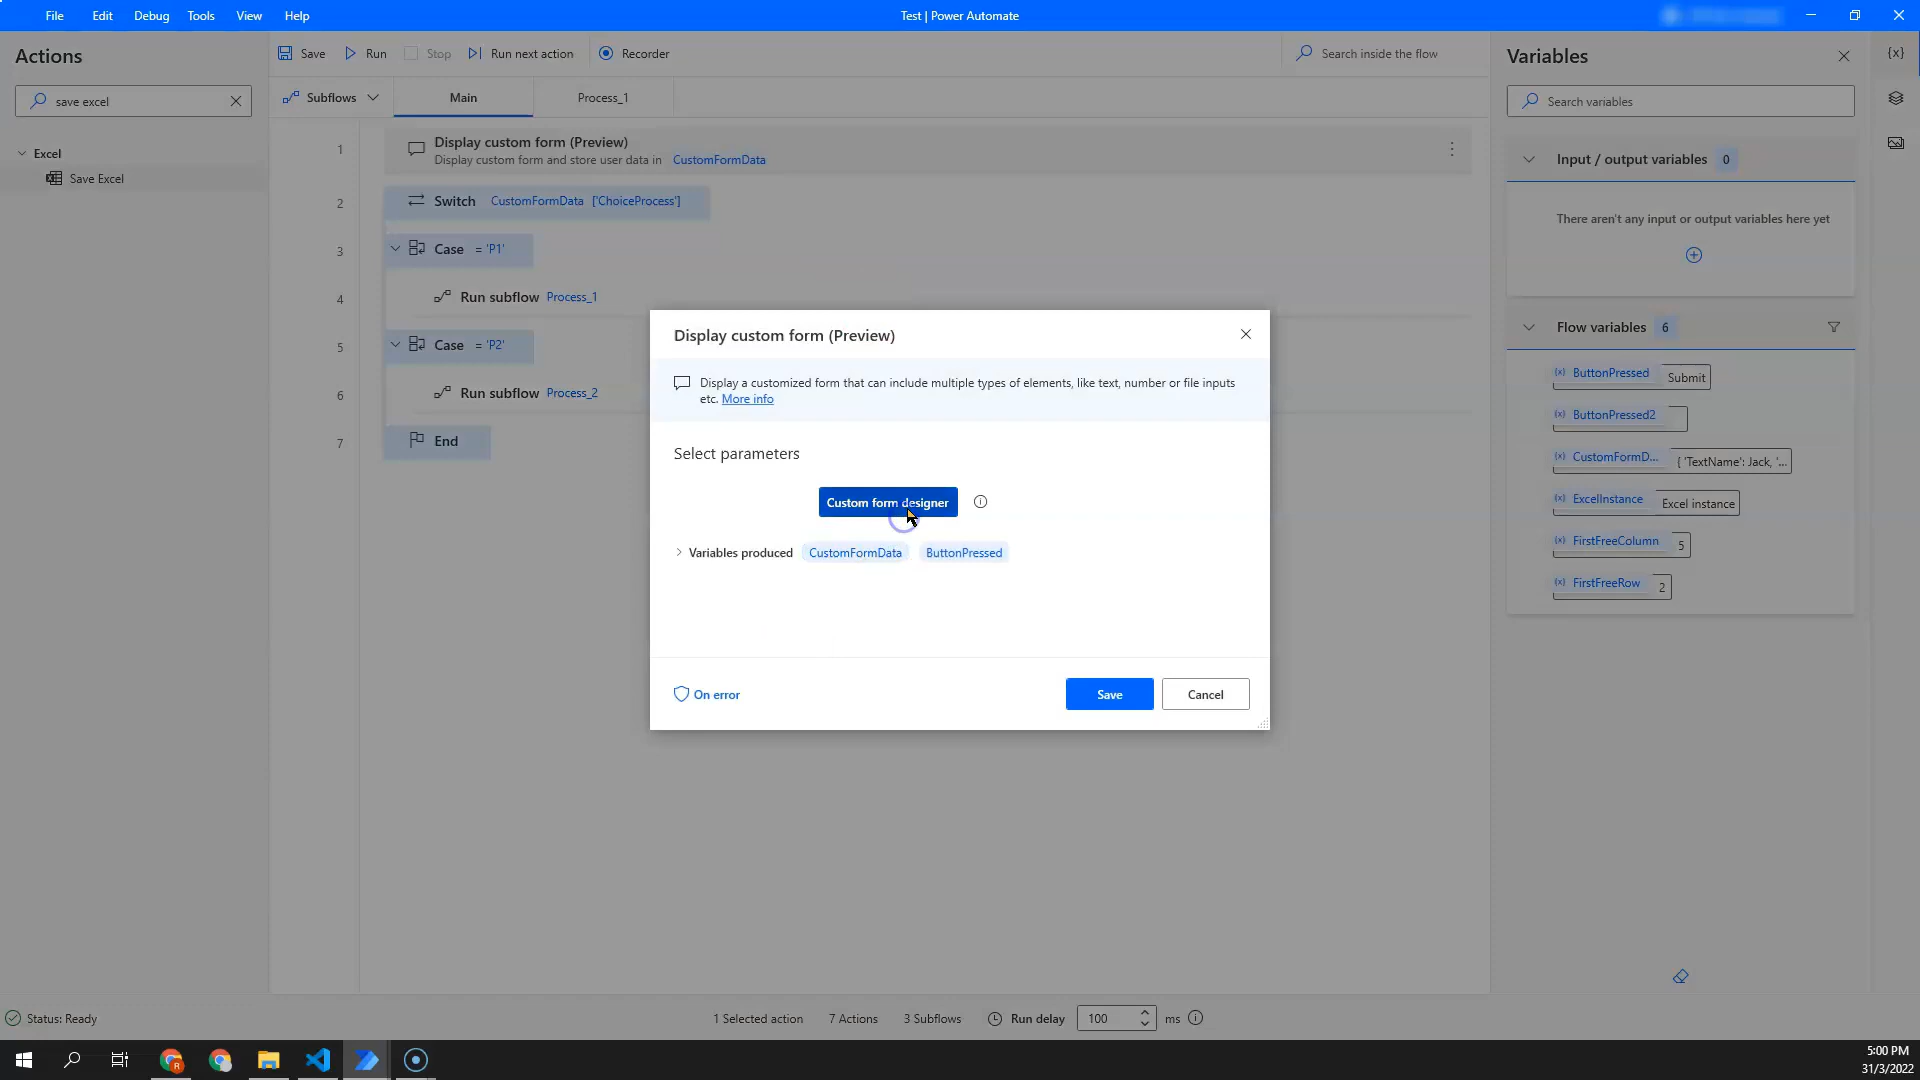 File Edit Debug Tools View Help
Test | Power Automate
Actions
save excel
Excel
Save Excel
Save Run Stop Run next action Recorder
Search inside the flow
Subflows Main Process_1
1 Display custom form (Preview)
Display custom form and store user data in CustomFormData
2 Switch CustomFormData ['ChoiceProcess']
3 Case = 'P1'
4 Run subflow Process_1
5 Case = 'P2'
6 Run subflow Process_2
7 End
Display custom form (Preview)
Display a customized form that can include multiple types of elements, like text, number or file inputs
etc. More info
Select parameters
Custom form designer
Variables produced CustomFormData ButtonPressed
On error
Save Cancel
Variables
{x}
Search variables
Input / output variables 0
There aren't any input or output variables here yet
Flow variables 6
(x) ButtonPressed Submit
(x) ButtonPressed2
(x) CustomFormD... { 'TextName': Jack, '...
(x) ExcelInstance Excel instance
(x) FirstFreeColumn 5
(x) FirstFreeRow 2
Status: Ready
1 Selected action 7 Actions 3 Subflows Run delay 100 ms
5:00 PM
31/3/2022